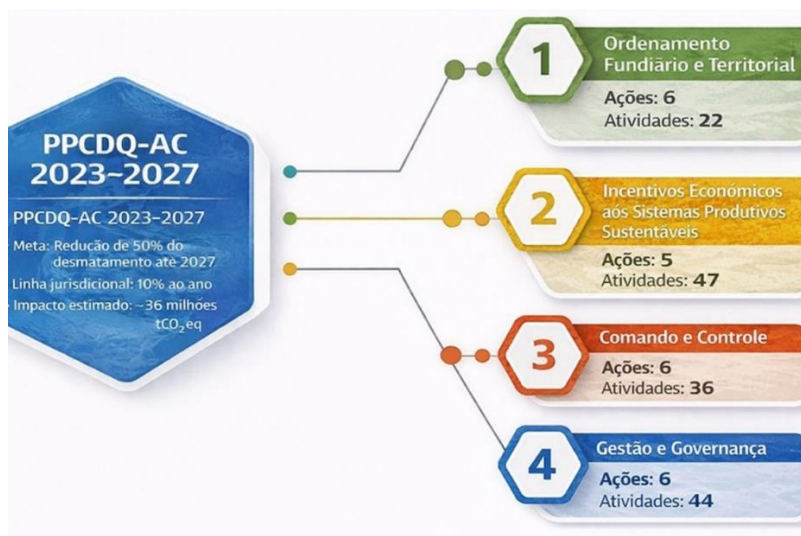 PPCDQ-AC
2023~2027
PPCDQ-AC 2023-2027
Meta: Redução de 50% do
desmatamento até 2027
Linha jurisdicional: 10% ao ano
Impacto estimado: ~36 milhões
tCO₂eq
1
Ordenamento
Fundiário e Territorial
Ações: 6
Atividades: 22
2
Incentivos Económicos
aós Sistemas Produtivos
Sustentáveis
Ações: 5
Atividades: 47
3
Comando e Controle
Ações: 6
Atividades: 36
4
Gestão e Governança
Ações: 6
Atividades: 44